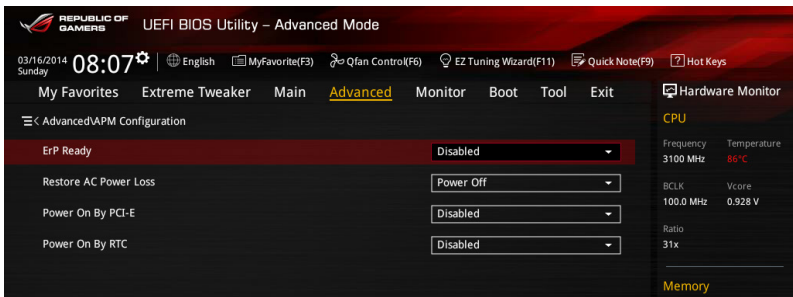 REPUBLIC OF
GAMERS
UEFI BIOS Utility – Advanced Mode
03/16/2014
Sunday
08:07
English
MyFavorite(F3)
Qfan Control(F6)
EZ Tuning Wizard(F11)
Quick Note(F9)
? Hot Keys
My Favorites
Extreme Tweaker
Main
Advanced
Monitor
Boot
Tool
Exit
Advanced\APM Configuration
ErP Ready
Disabled
Restore AC Power Loss
Power Off
Power On By PCI-E
Disabled
Power On By RTC
Disabled
Hardware Monitor
CPU
Frequency Temperature
3100 MHz 86°C
BCLK Vcore
100.0 MHz 0.928 V
Ratio
31x
Memory